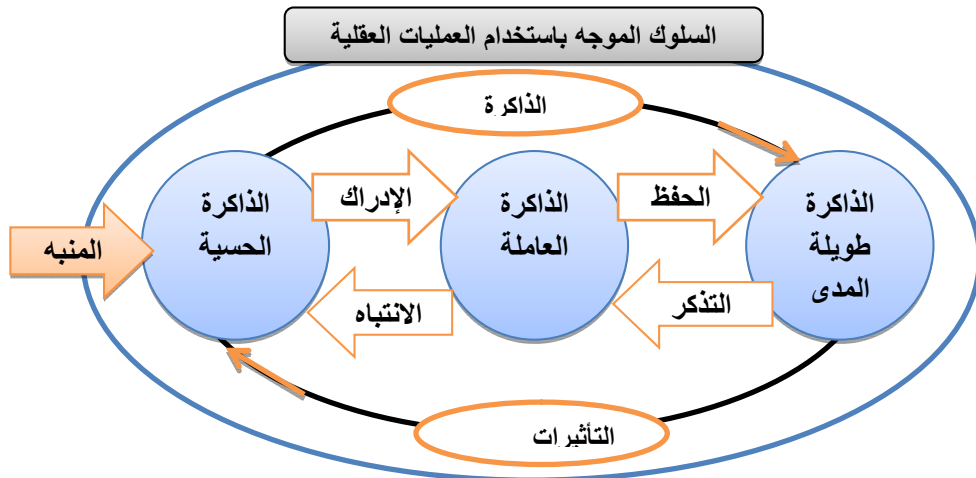 السلوك الموجه باستخدام العمليات العقلية
الذاكرة
المنبه
الذاكرة
الحسية
الإدراك
الانتباه
الذاكرة
العاملة
الحفظ
التذكر
الذاكرة
طويلة
المدى
التأثيرات